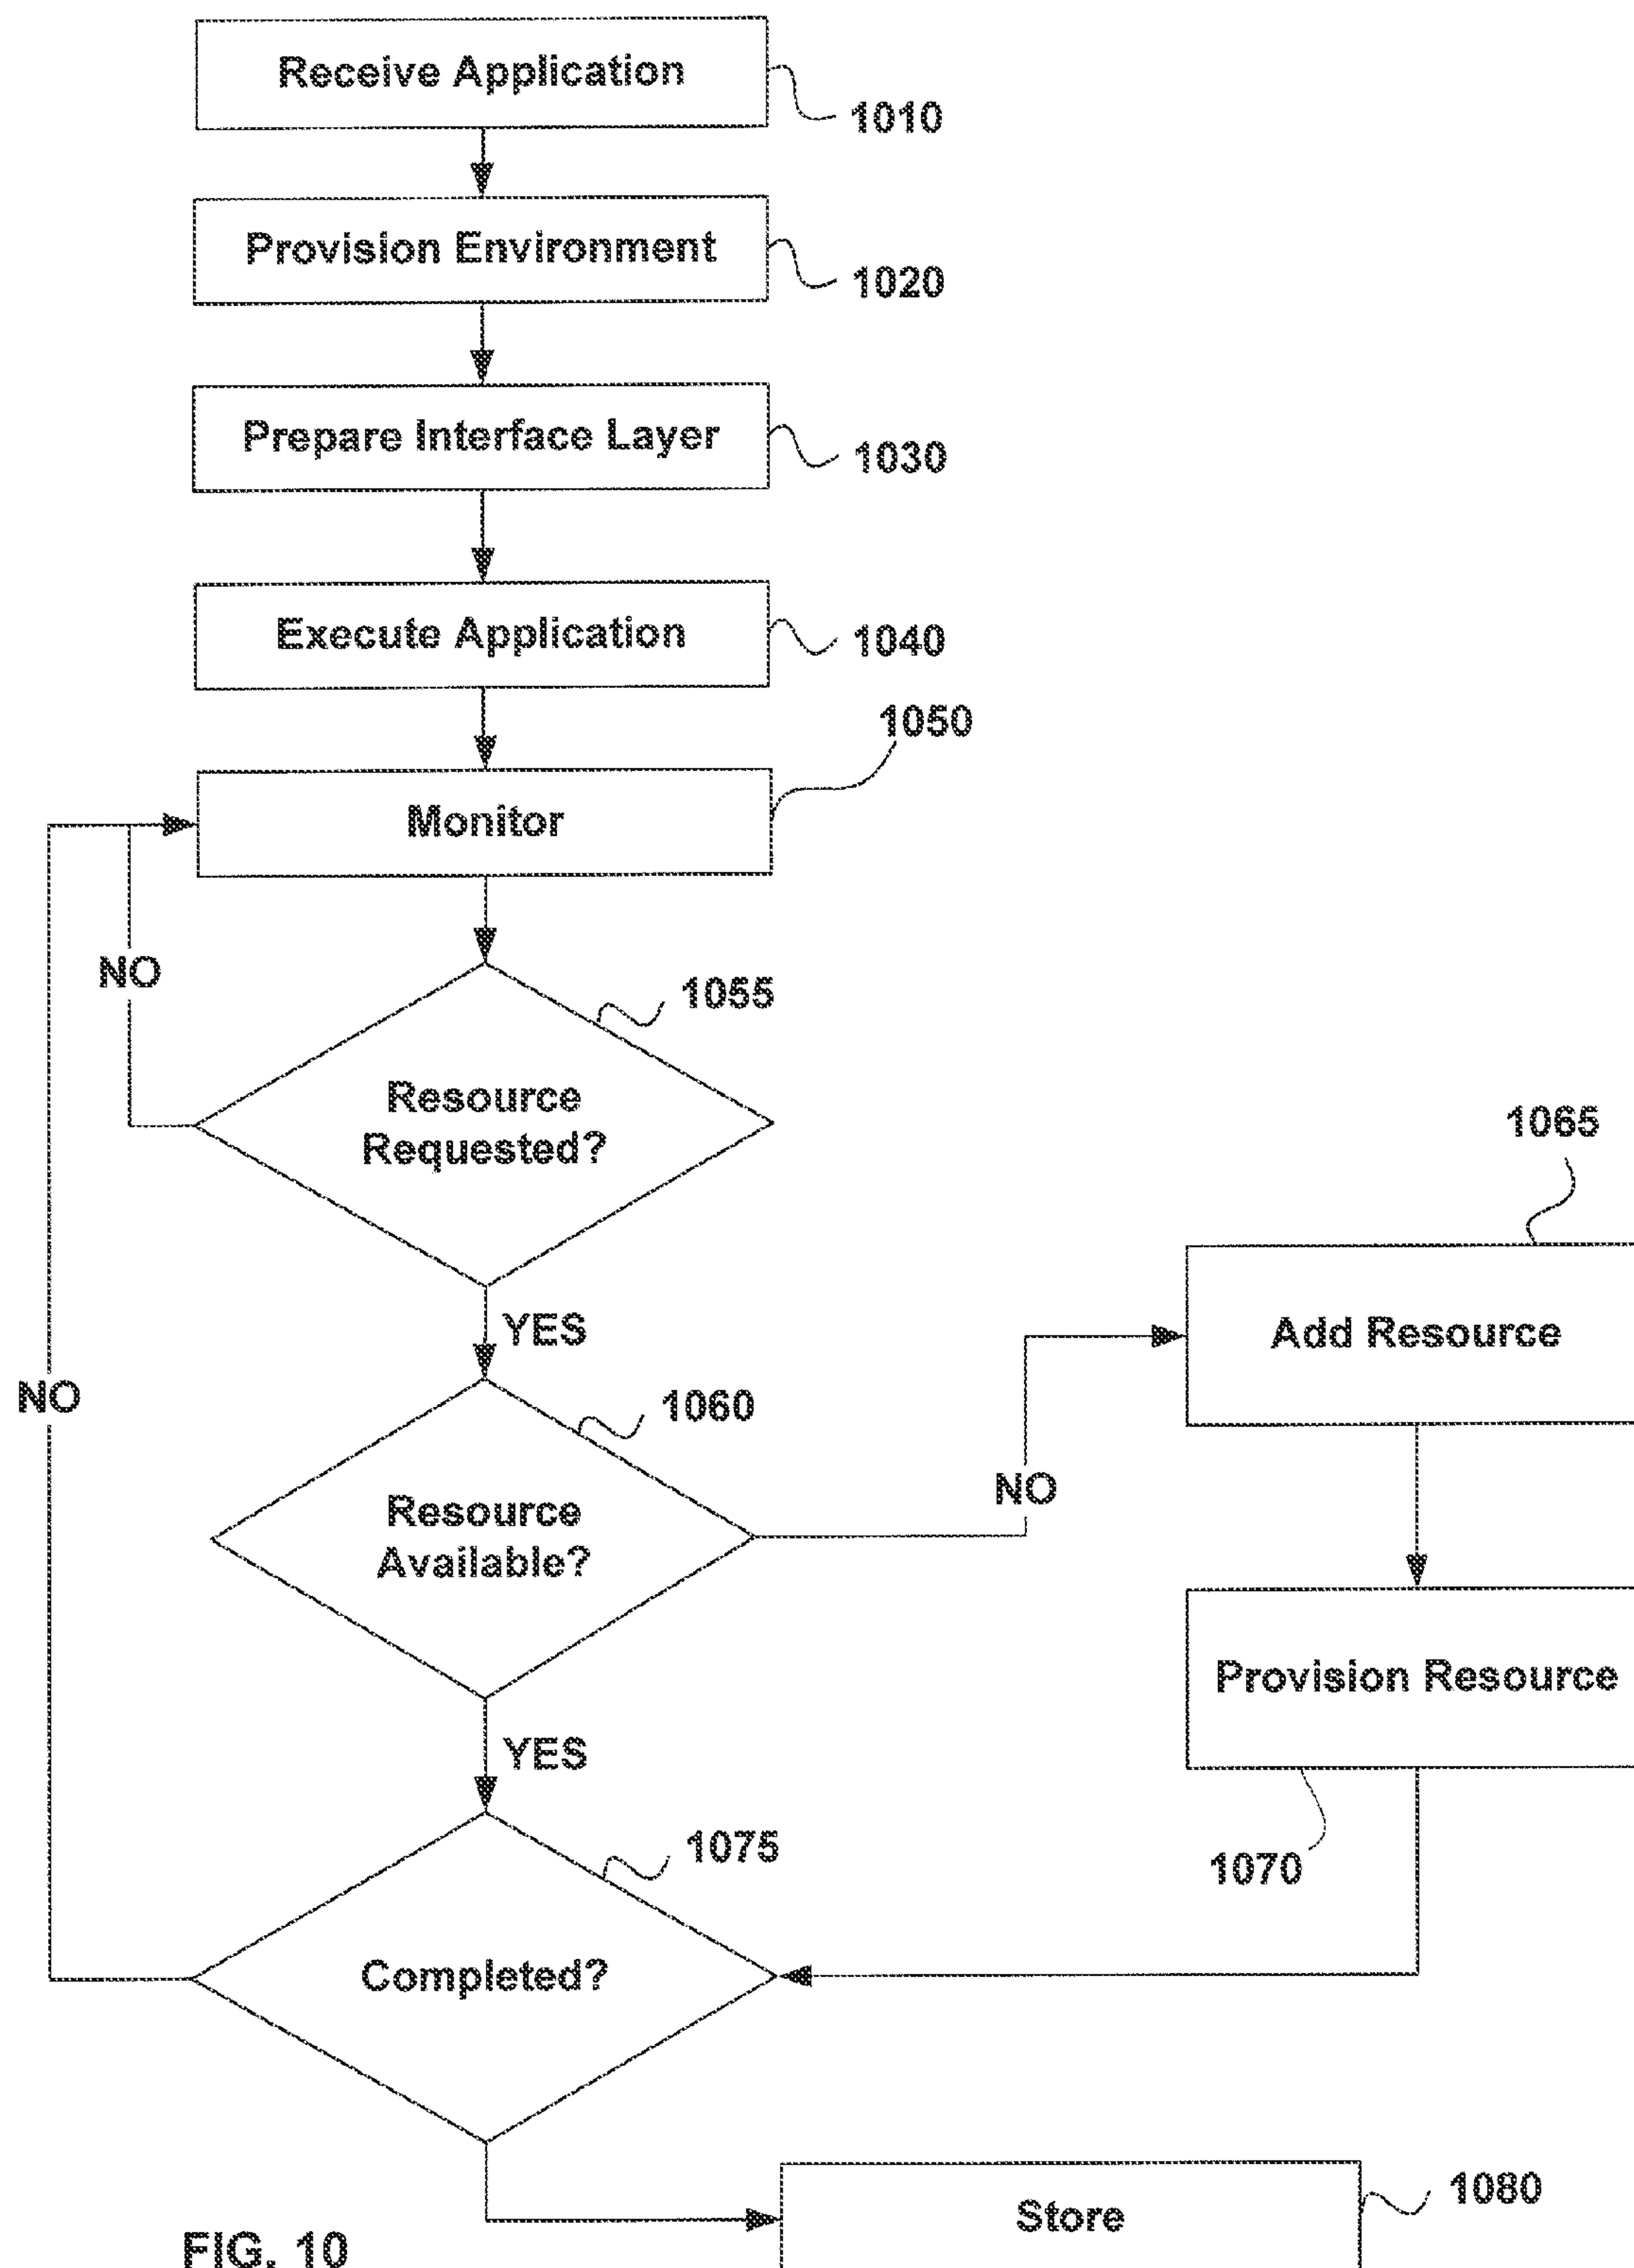 Receive Application
1010
Provision Environment
1020
Prepare Interface Layer
1030
Execute Application
1040
1050
Monitor
NO
1055
Resource
Requested?
1065
YES
Add Resource
NO
1060
NO
Resource
Available?
Provision Resource
YES
1075
1070
Completed?
1080
Store
FIG. 10